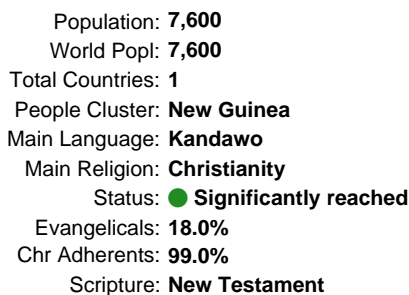 Population: 7,600
World Popl: 7,600
Total Countries: 1
People Cluster: New Guinea
Main Language: Kandawo
Main Religion: Christianity
Status: Significantly reached
Evangelicals: 18.0%
Chr Adherents: 99.0%
Scripture: New Testament